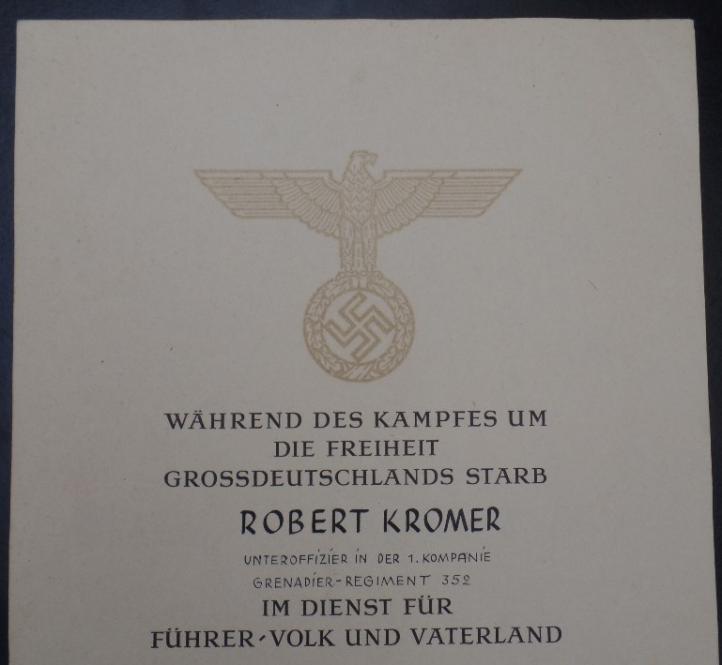 WÄHREND DES KAMPFES UM
DIE FREIHEIT
GROSSDEUTSCHLANDS STARB
ROBERT KROMER
UNTEROFFIZIER IN DER 1. KOMPANIE
GRENADIER-REGIMENT 352
IM DIENST FÜR
FÜHRER-VOLK UND VATERLAND